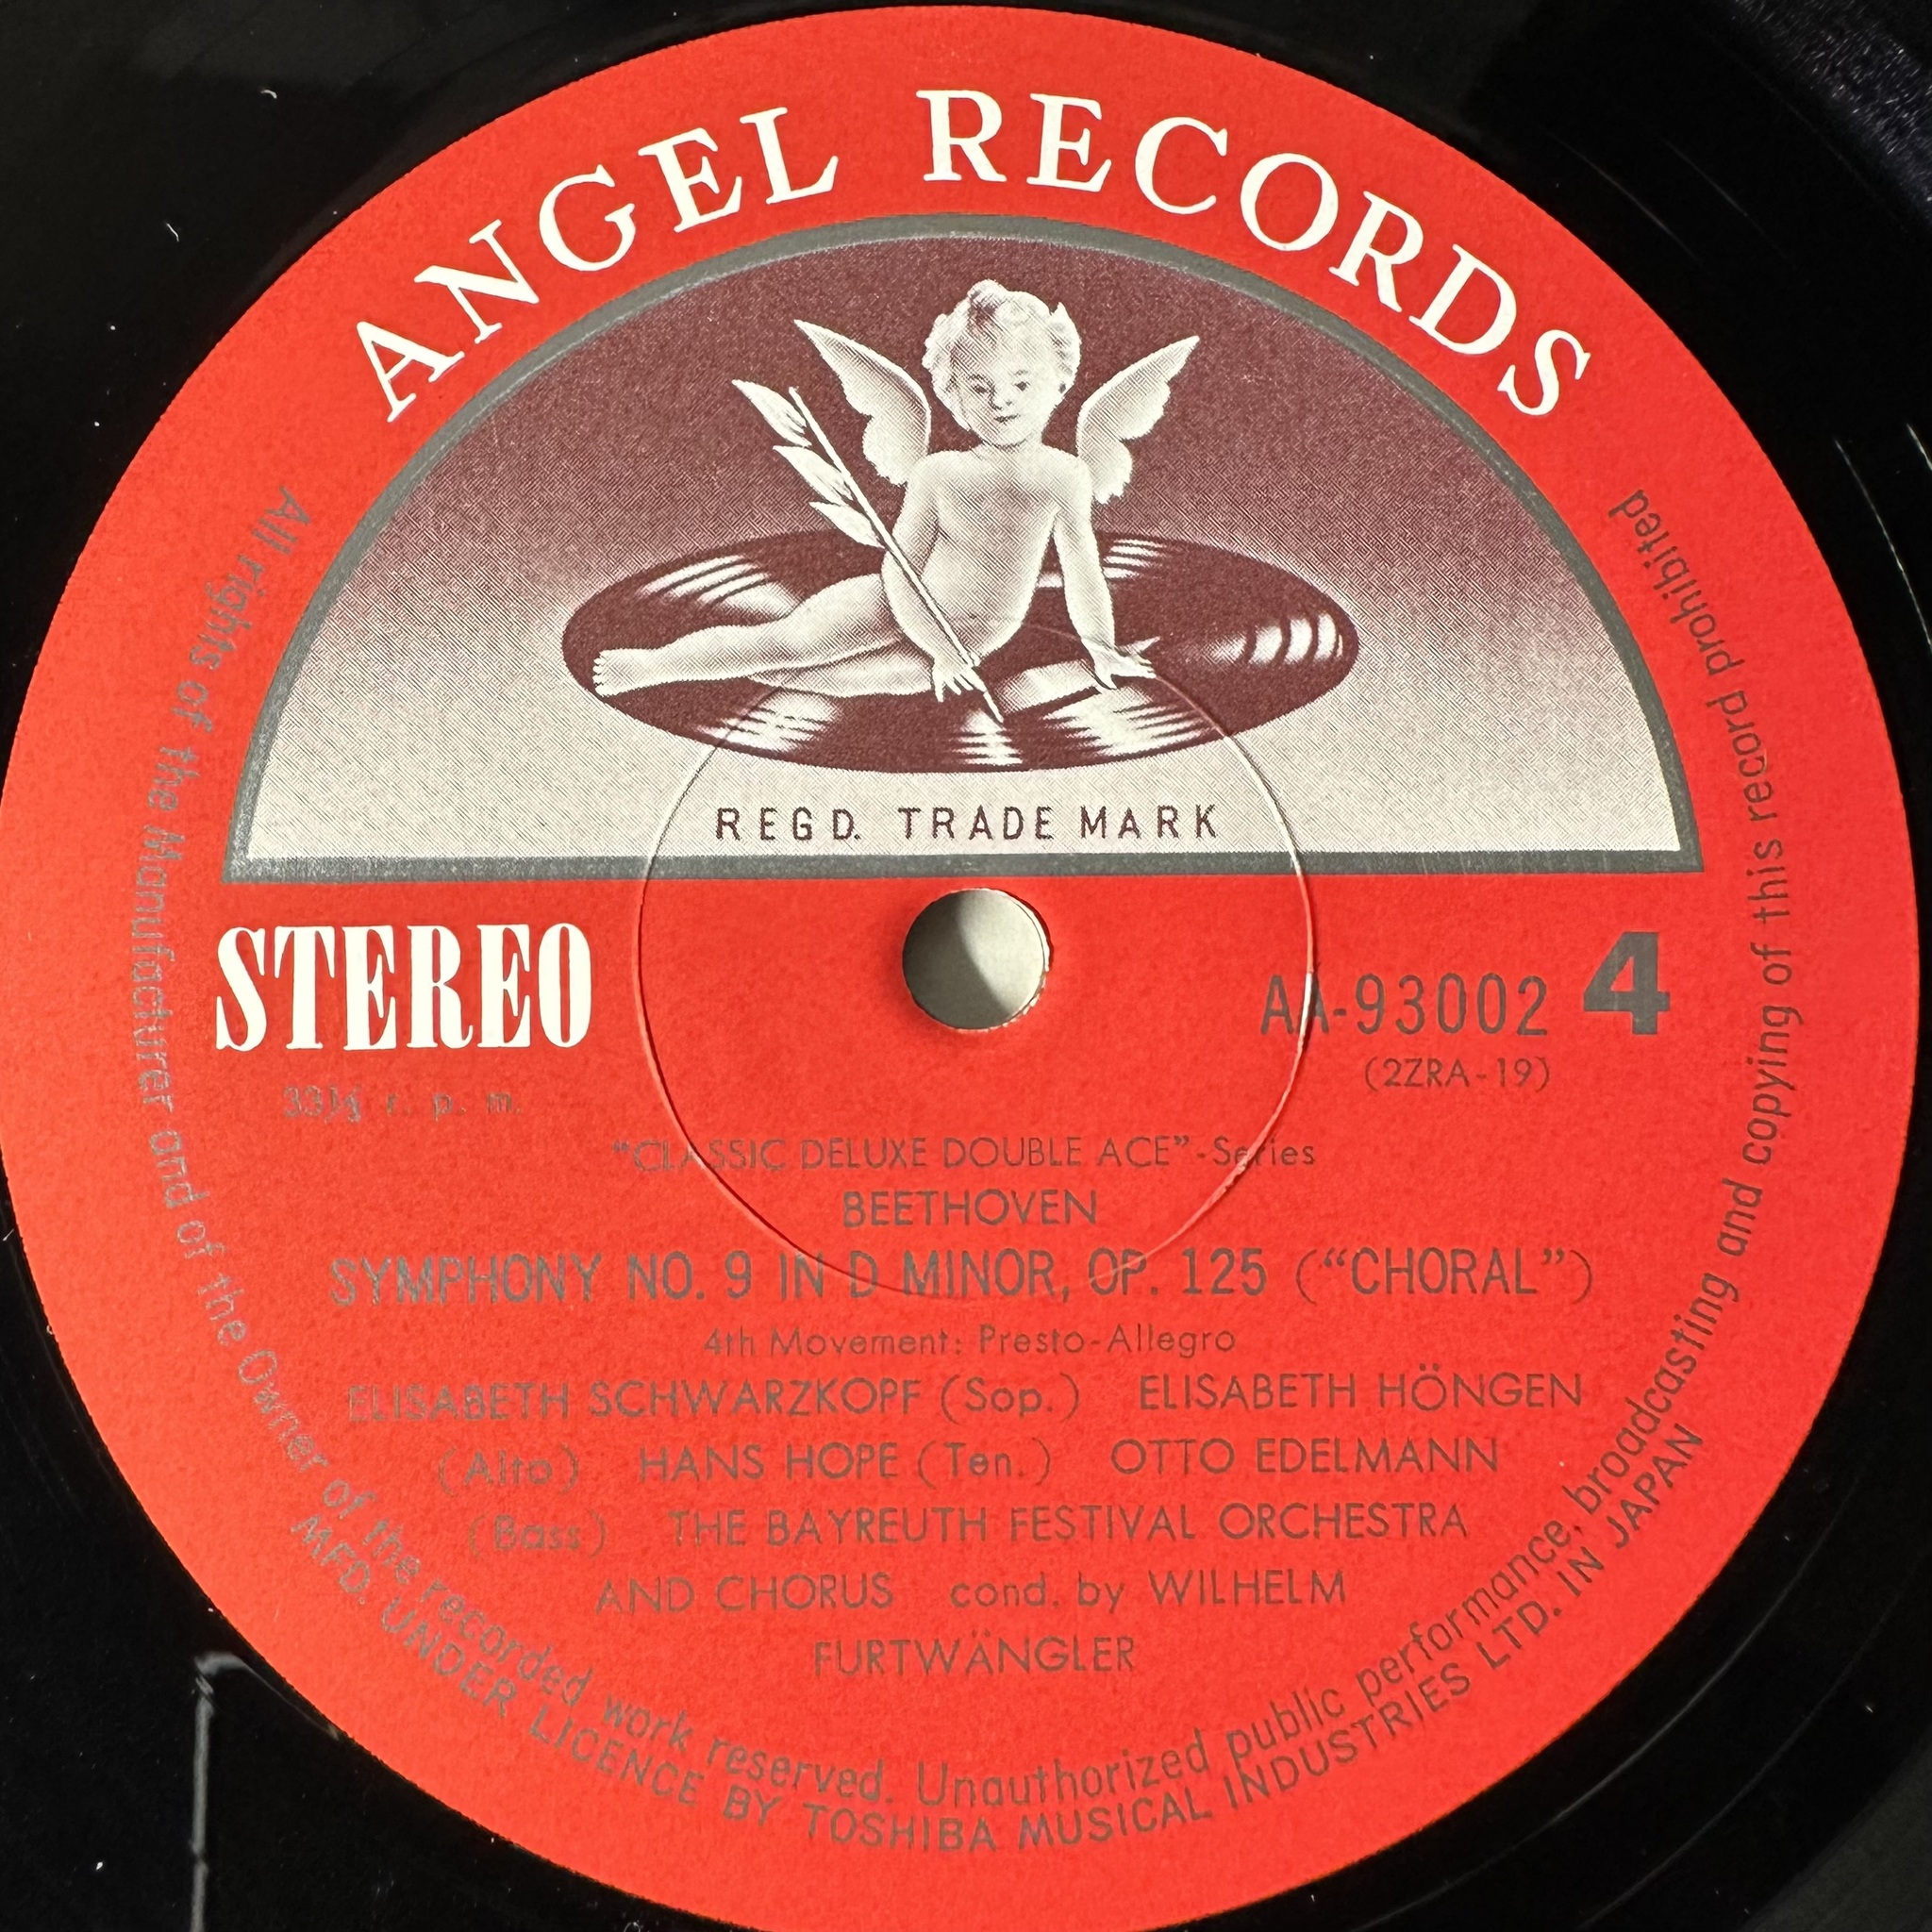 ANGEL RECORDS
REGD. TRADE MARK
STEREO
33⅓ r. p. m.
AA-93002 4
(2ZRA-19)
“CLASSIC DELUXE DOUBLE ACE”-Series
BEETHOVEN
SYMPHONY NO. 9 IN D MINOR, OP. 125 (“CHORAL”)
4th Movement: Presto-Allegro
ELISABETH SCHWARZKOPF (Sop.) ELISABETH HÖNGEN
(Alto) HANS HOPE (Ten.) OTTO EDELMANN
(Bass) THE BAYREUTH FESTIVAL ORCHESTRA
AND CHORUS cond. by WILHELM
FURTWÄNGLER
All rights of the Manufacturer and of the Owner of the recorded work reserved. Unauthorized public performance, broadcasting and copying of this record prohibited
MFD. UNDER LICENCE BY TOSHIBA MUSICAL INDUSTRIES LTD. IN JAPAN